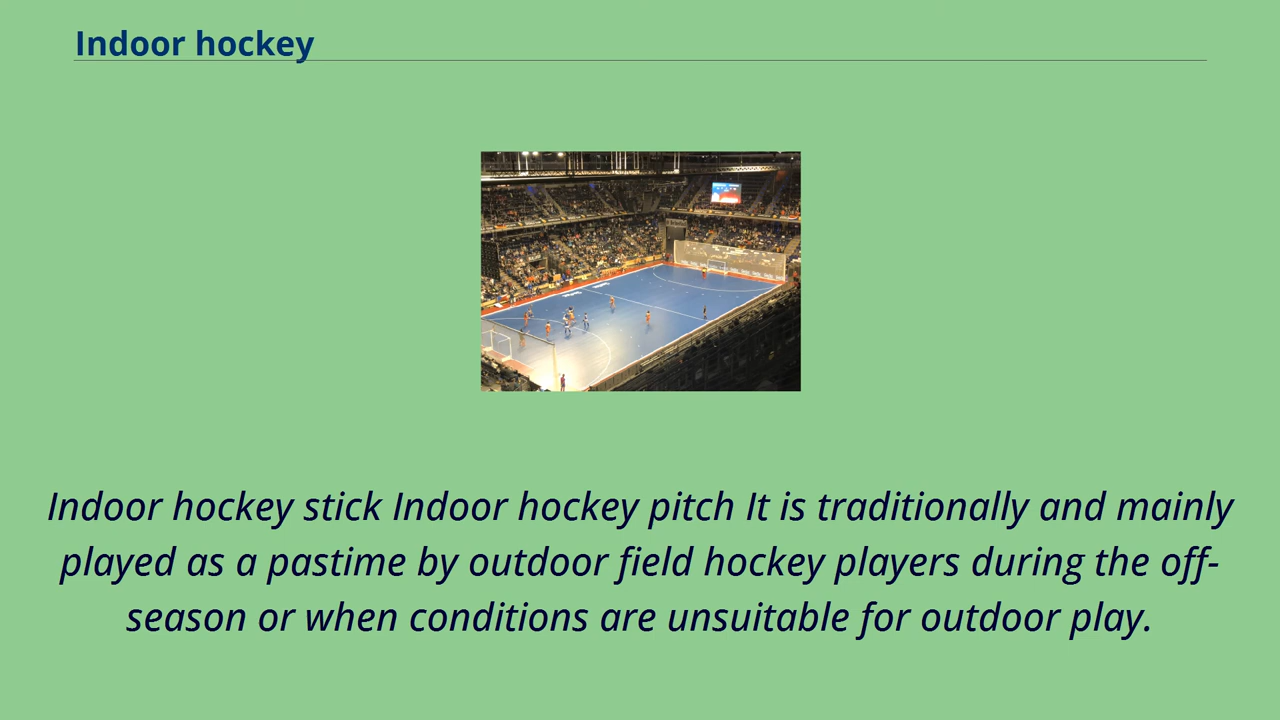 Indoor hockey
Indoor hockey stick Indoor hockey pitch It is traditionally and mainly
played as a pastime by outdoor field hockey players during the off-
season or when conditions are unsuitable for outdoor play.